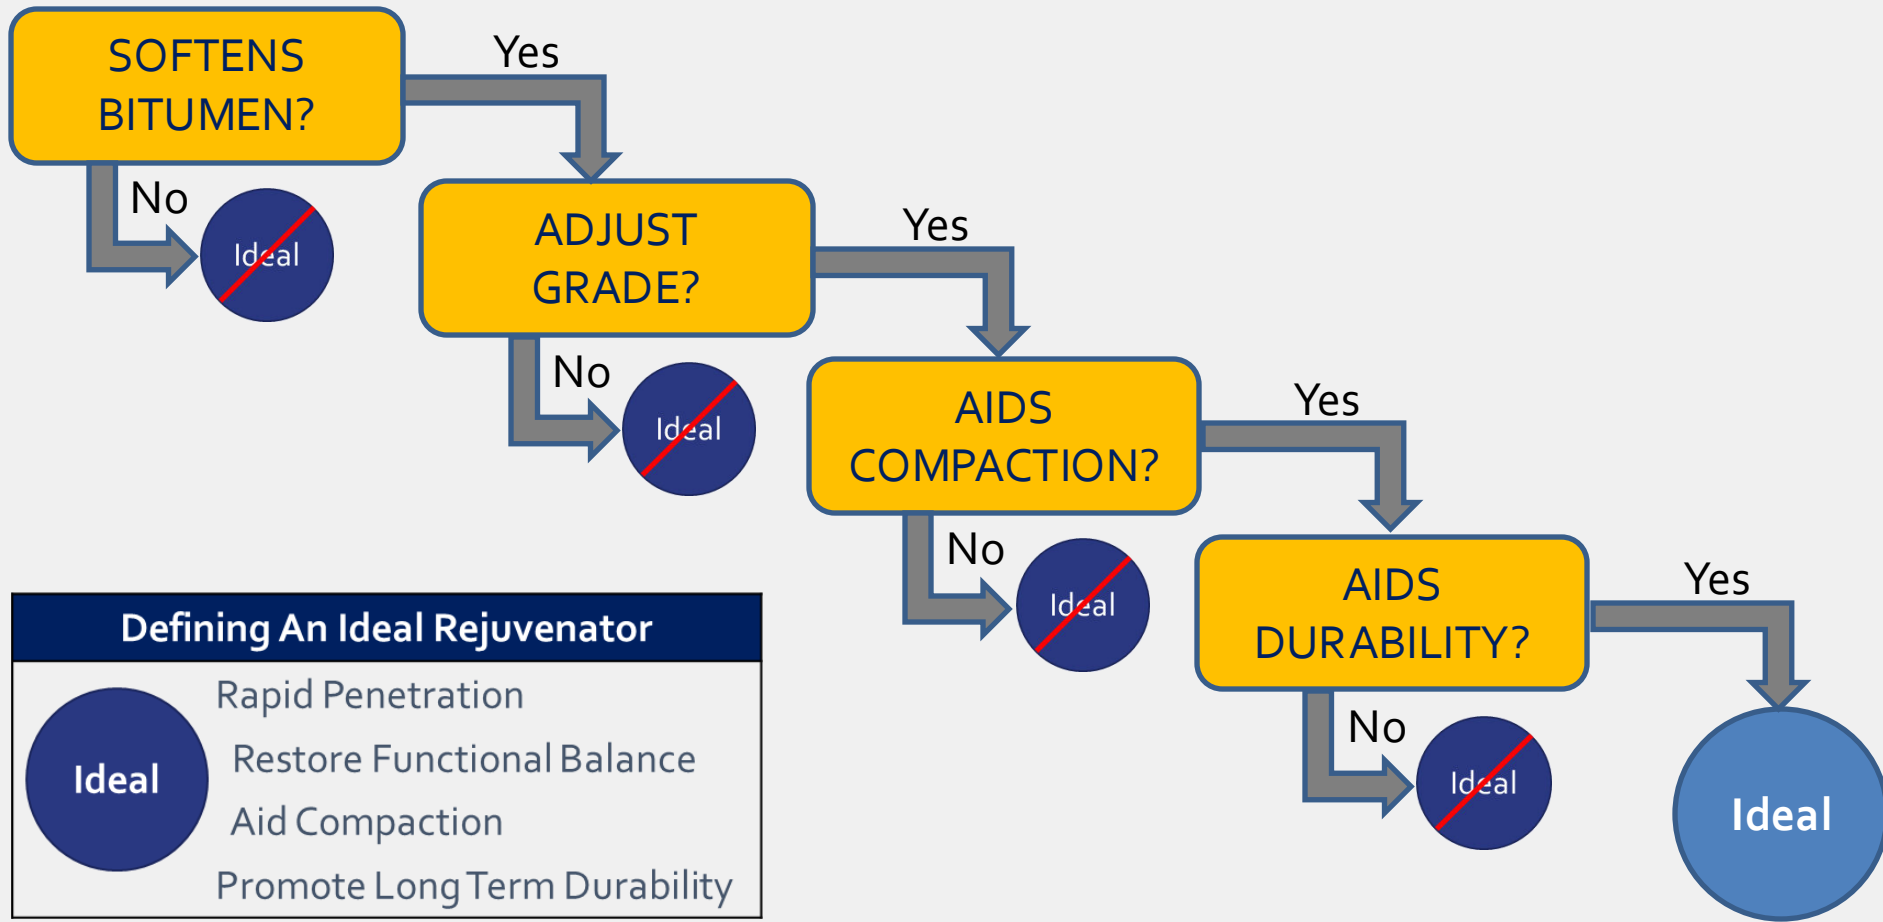 SOFTENS
BITUMEN?
Yes
No
Ideal
ADJUST
GRADE?
Yes
No
Ideal
AIDS
COMPACTION?
Yes
No
Ideal
AIDS
DURABILITY?
Yes
No
Ideal
Ideal
Defining An Ideal Rejuvenator
Ideal
Rapid Penetration
Restore Functional Balance
Aid Compaction
Promote Long Term Durability